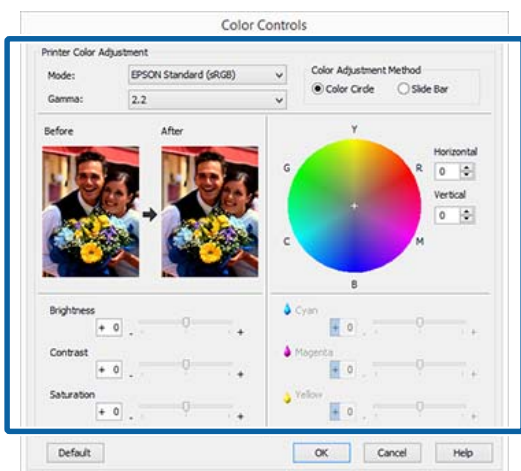 Color Controls
Printer Color Adjustment
Mode: EPSON Standard (sRGB)
Gamma: 2.2
Color Adjustment Method
Color Circle Slide Bar
Before After
Y
G R
C M
B
Horizontal
0
Vertical
0
Brightness
+ 0 - +
Contrast
+ 0 - +
Saturation
+ 0 - +
Cyan
+ 0 - +
Magenta
+ 0 - +
Yellow
+ 0 - +
Default OK Cancel Help